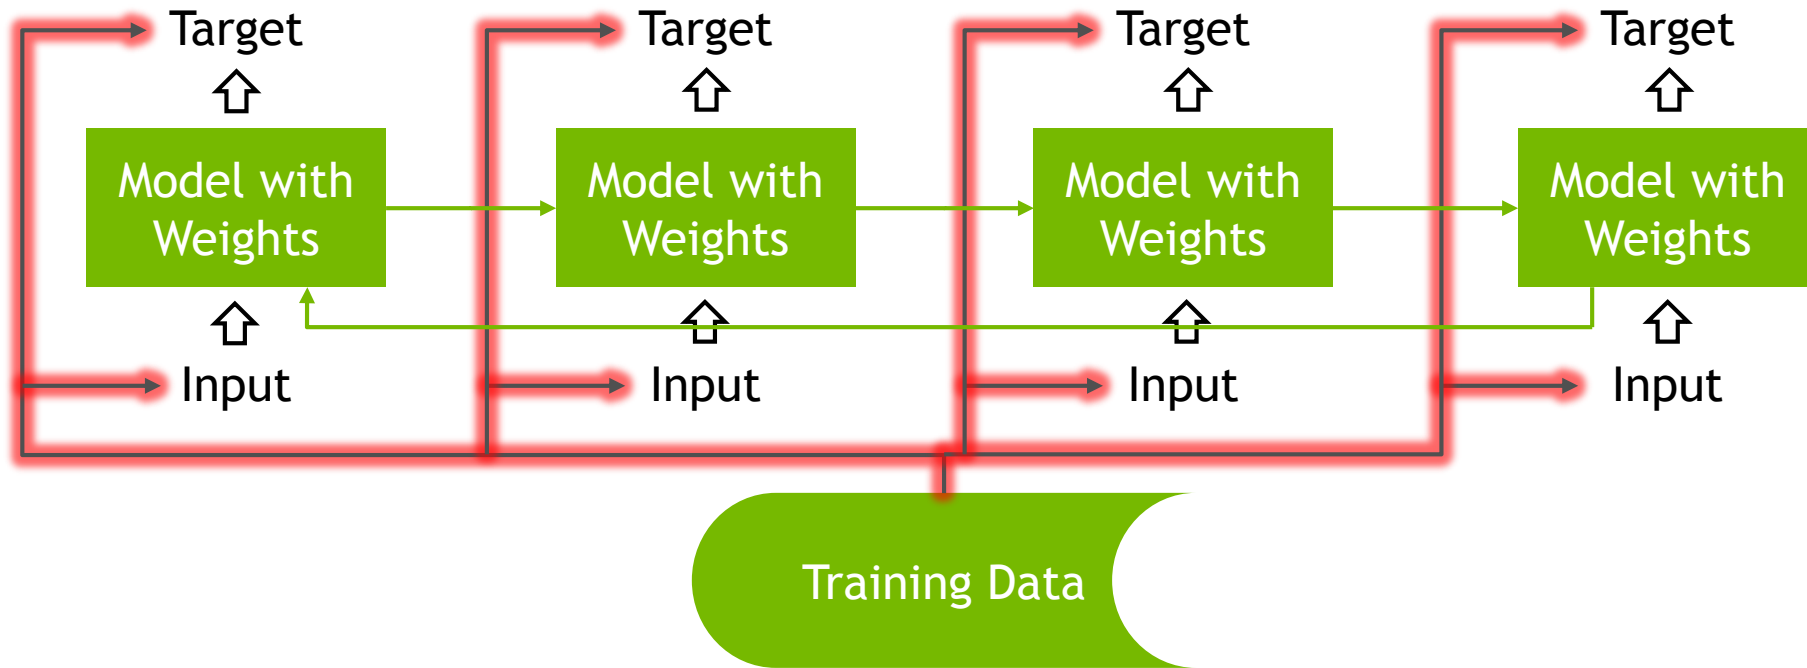 Target
Target
Target
Target
Model with
Weights
Model with
Weights
Model with
Weights
Model with
Weights
Input
Input
Input
Input
Training Data